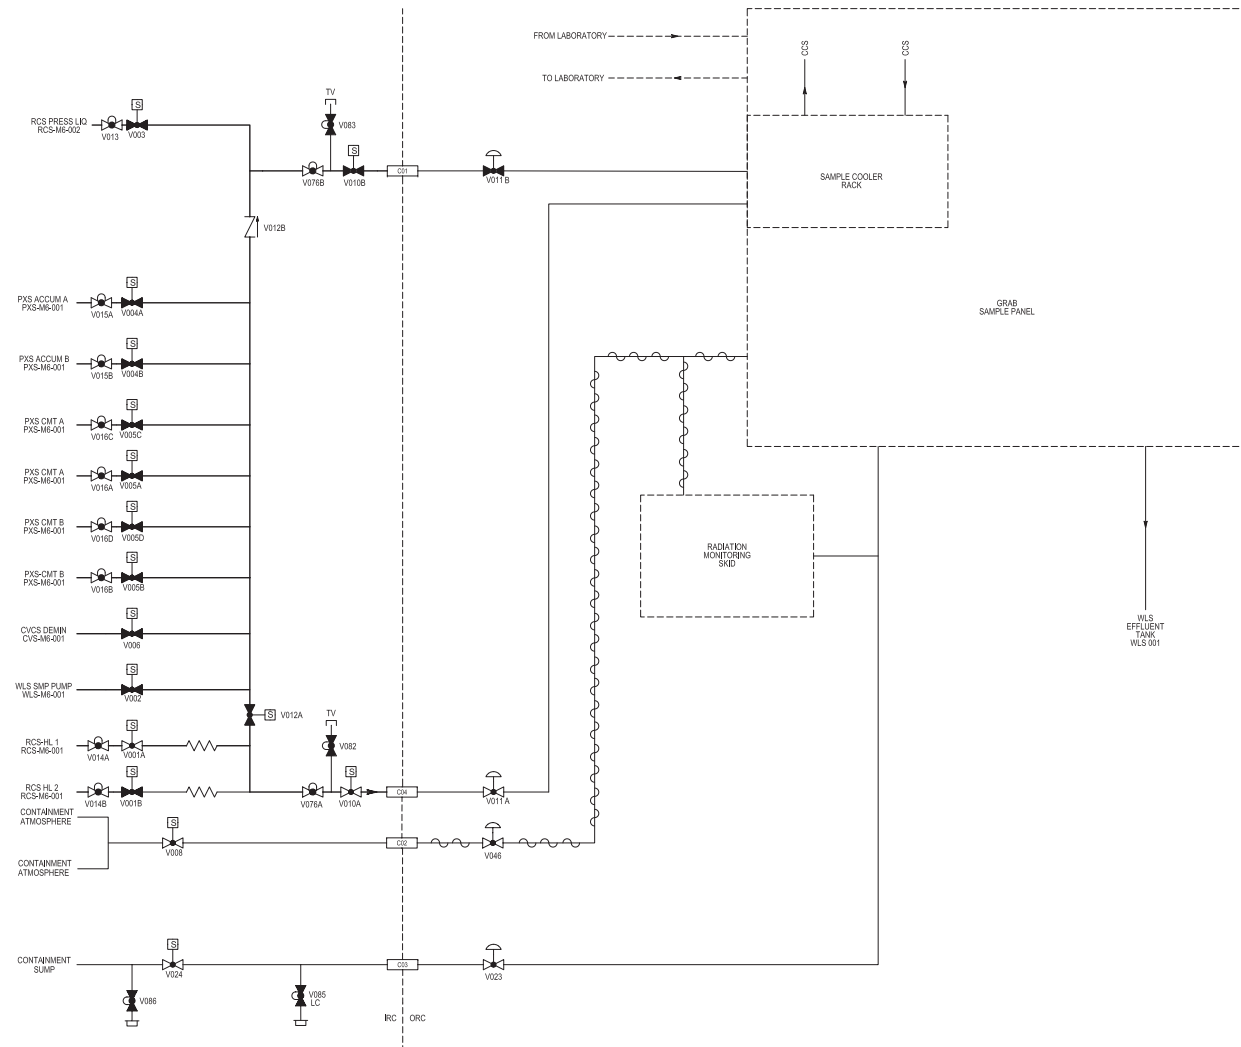 FROM LABORATORY
TO LABORATORY
CCS
CCS
TV
V083
S
RCS PRESS LIQ
RCS-M6-002
V013
V003
S
V076B
V010B
C01
V011B
SAMPLE COOLER
RACK
V012B
S
PXS ACCUM A
PXS-M6-001
V015A
V004A
GRAB
SAMPLE PANEL
S
PXS ACCUM B
PXS-M6-001
V015B
V004B
S
PXS CMT A
PXS-M6-001
V016C
V005C
S
PXS CMT A
PXS-M6-001
V016A
V005A
S
PXS CMT B
PXS-M6-001
V016D
V005D
RADIATION
MONITORING
SKID
S
PXS-CMT B
PXS-M6-001
V016B
V005B
S
CVCS DEMIN
CVS-M6-001
V006
WLS
EFFLUENT
TANK
WLS 001
S
WLS SMP PUMP
WLS-M6-001
V002
S
V012A
TV
V082
S
RCS-HL 1
RCS-M6-001
V014A
V001A
S
RCS HL 2
RCS-M6-001
V014B
V001B
S
V076A
V010A
C04
V011A
CONTAINMENT
ATMOSPHERE
S
V008
C02
V046
CONTAINMENT
ATMOSPHERE
S
CONTAINMENT
SUMP
V024
C03
V023
V086
V085
LC
IRC
ORC